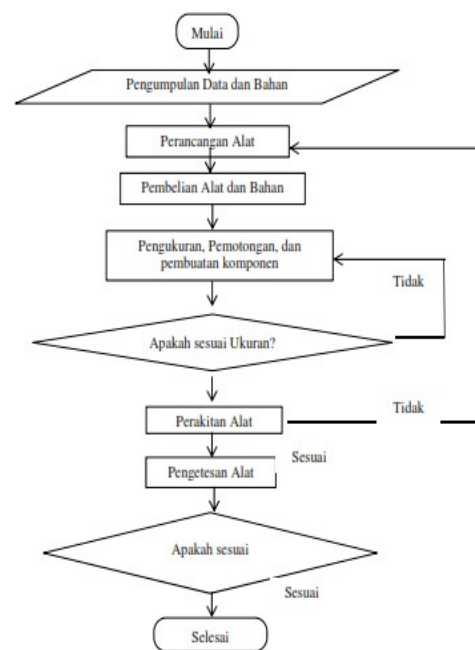 Mulai
Pengumpulan Data dan Bahan
Perancangan Alat
Pembelian Alat dan Bahan
Pengukuran, Pemotongan, dan
pembuatan komponen
Tidak
Apakah sesuai Ukuran?
Perakitan Alat
Tidak
Sesuai
Pengetesan Alat
Apakah sesuai
Sesuai
Selesai